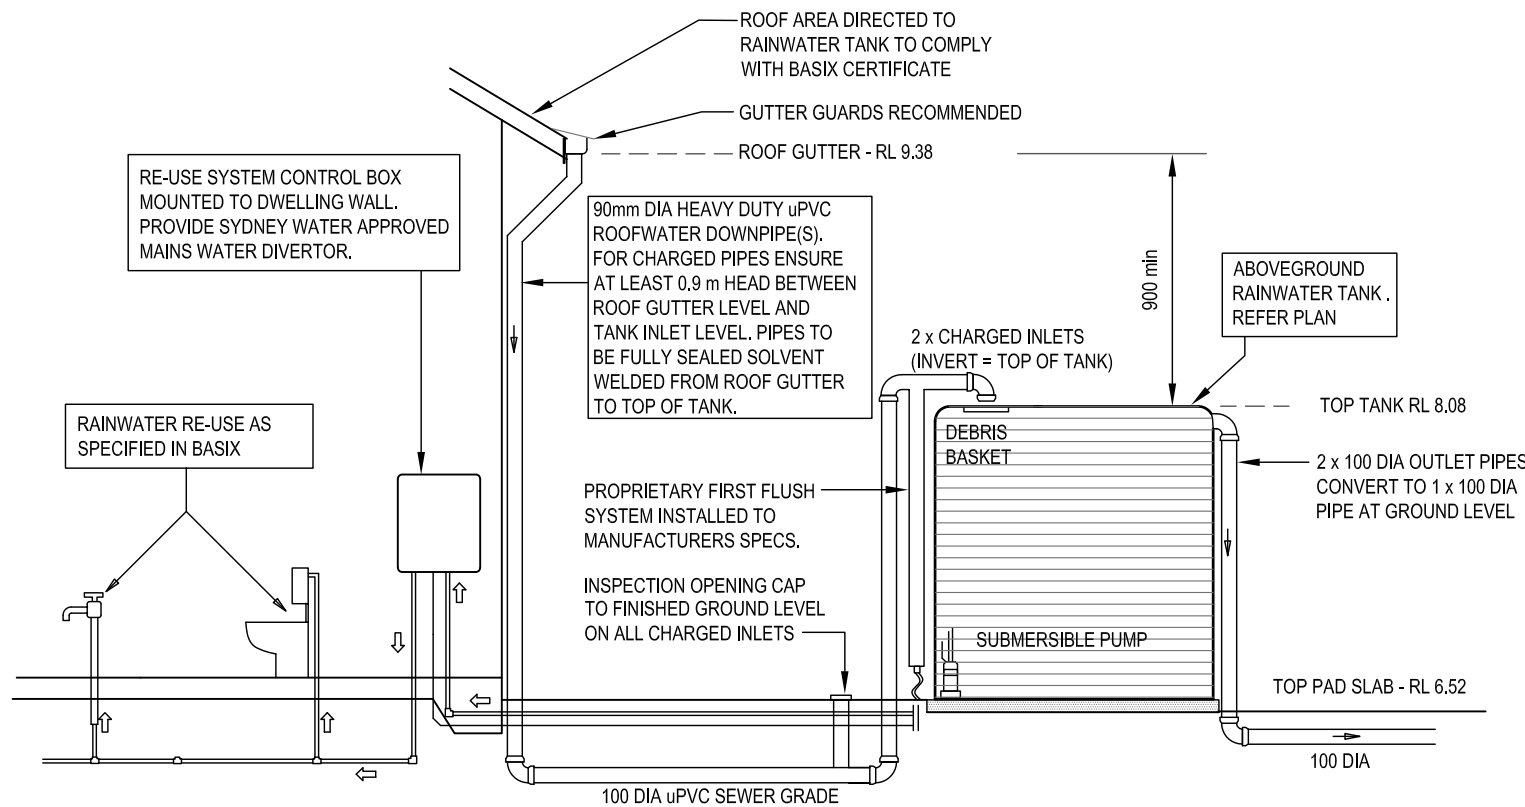 ROOF AREA DIRECTED TO
RAINWATER TANK TO COMPLY
WITH BASIX CERTIFICATE
GUTTER GUARDS RECOMMENDED
ROOF GUTTER - RL 9.38
RE-USE SYSTEM CONTROL BOX
MOUNTED TO DWELLING WALL.
PROVIDE SYDNEY WATER APPROVED
MAINS WATER DIVERTOR.
90mm DIA HEAVY DUTY uPVC
ROOFWATER DOWNPIPE(S).
FOR CHARGED PIPES ENSURE
AT LEAST 0.9 m HEAD BETWEEN
ROOF GUTTER LEVEL AND
TANK INLET LEVEL. PIPES TO
BE FULLY SEALED SOLVENT
WELDED FROM ROOF GUTTER
TO TOP OF TANK.
900 min
ABOVEGROUND
RAINWATER TANK .
REFER PLAN
2 x CHARGED INLETS
(INVERT = TOP OF TANK)
TOP TANK RL 8.08
RAINWATER RE-USE AS
SPECIFIED IN BASIX
DEBRIS
BASKET
2 x 100 DIA OUTLET PIPES
CONVERT TO 1 x 100 DIA
PIPE AT GROUND LEVEL
PROPRIETARY FIRST FLUSH
SYSTEM INSTALLED TO
MANUFACTURERS SPECS.
INSPECTION OPENING CAP
TO FINISHED GROUND LEVEL
ON ALL CHARGED INLETS
SUBMERSIBLE PUMP
TOP PAD SLAB - RL 6.52
100 DIA
100 DIA uPVC SEWER GRADE